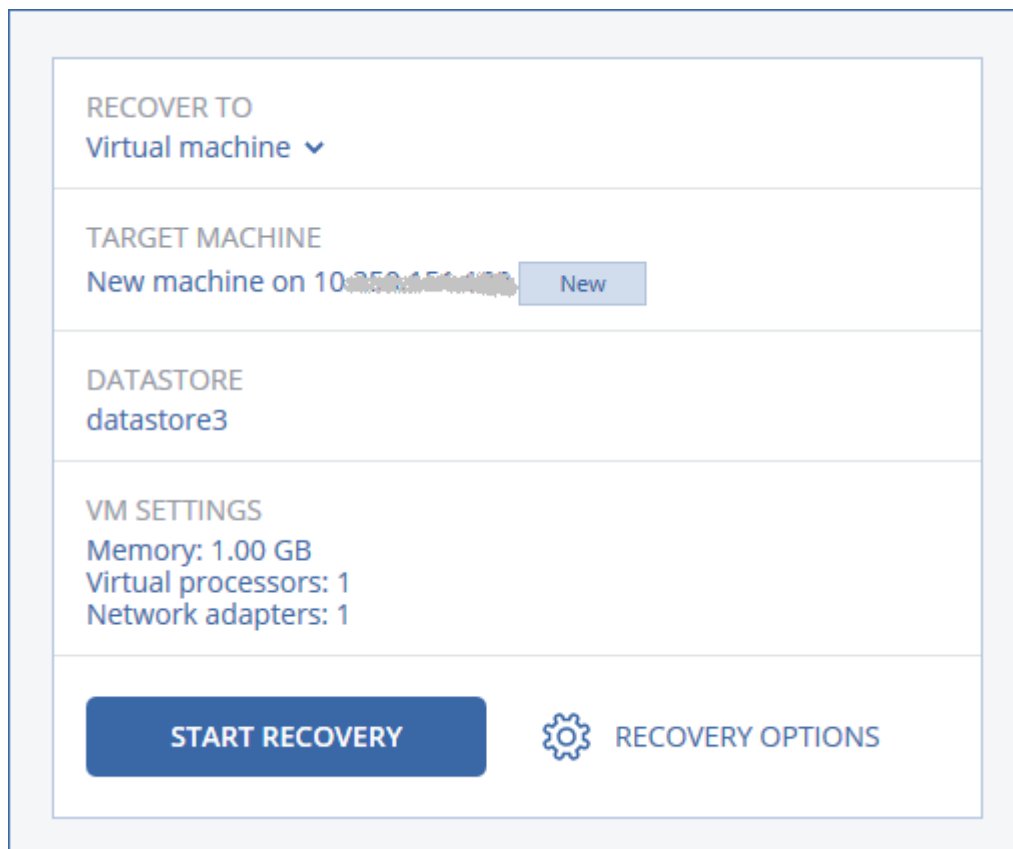 RECOVER TO
Virtual machine
TARGET MACHINE
New machine on New
DATASTORE
datastore3
VM SETTINGS
Memory: 1.00 GB
Virtual processors: 1
Network adapters: 1
START RECOVERY RECOVERY OPTIONS